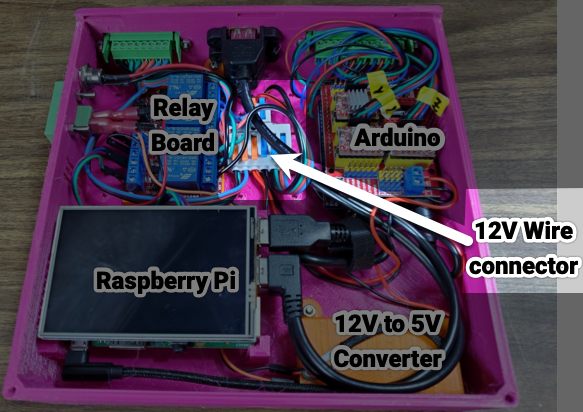 Relay
Board
Arduino
Y
Z
12V Wire
connector
Raspberry Pi
12V to 5V
Converter